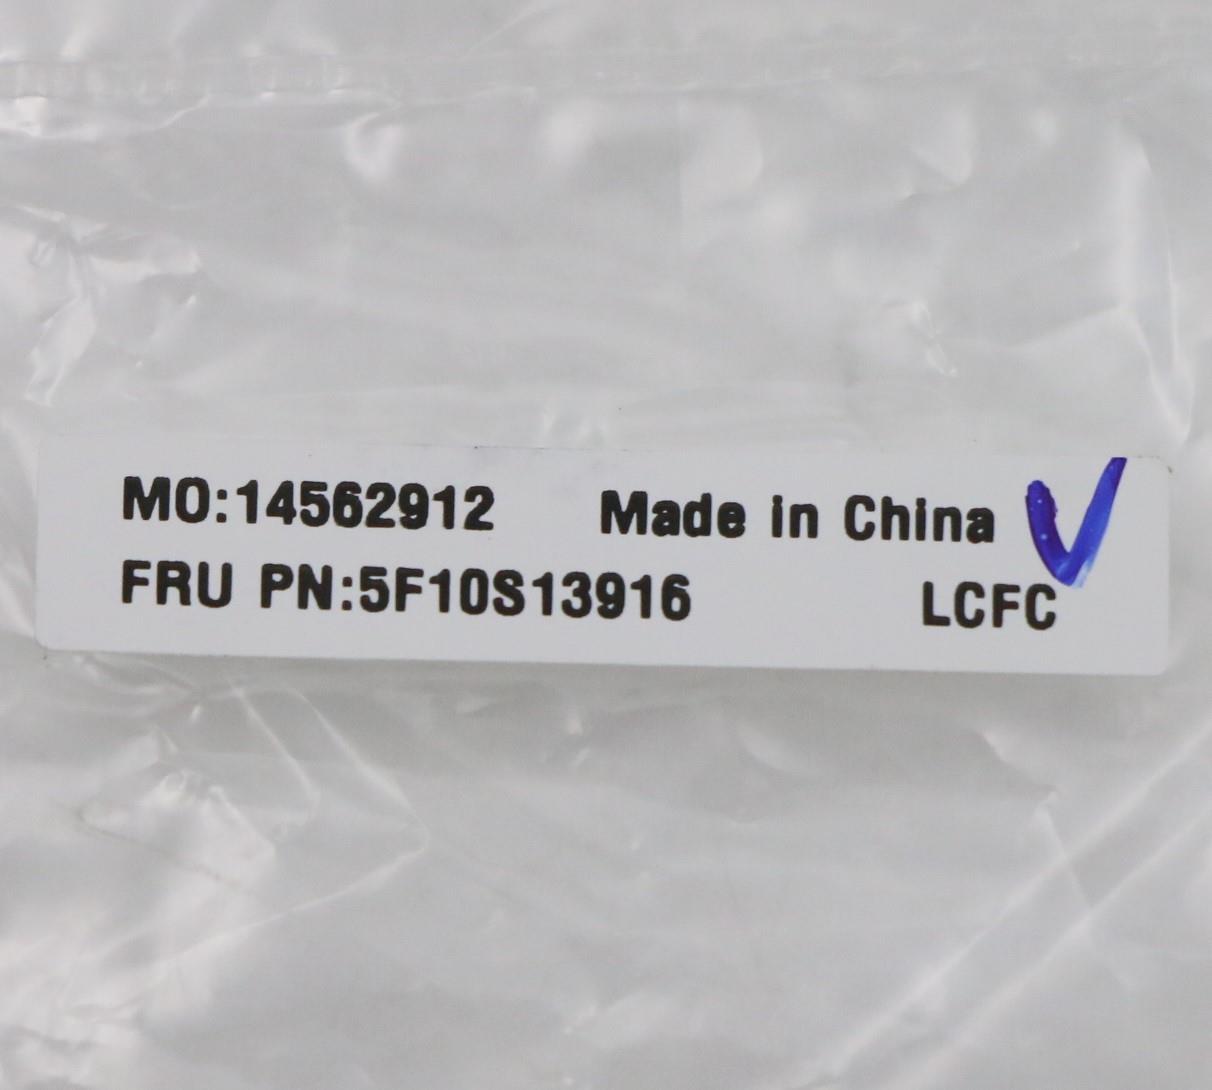 MO:14562912 Made in China
FRU PN:5F10S13916 LCFC